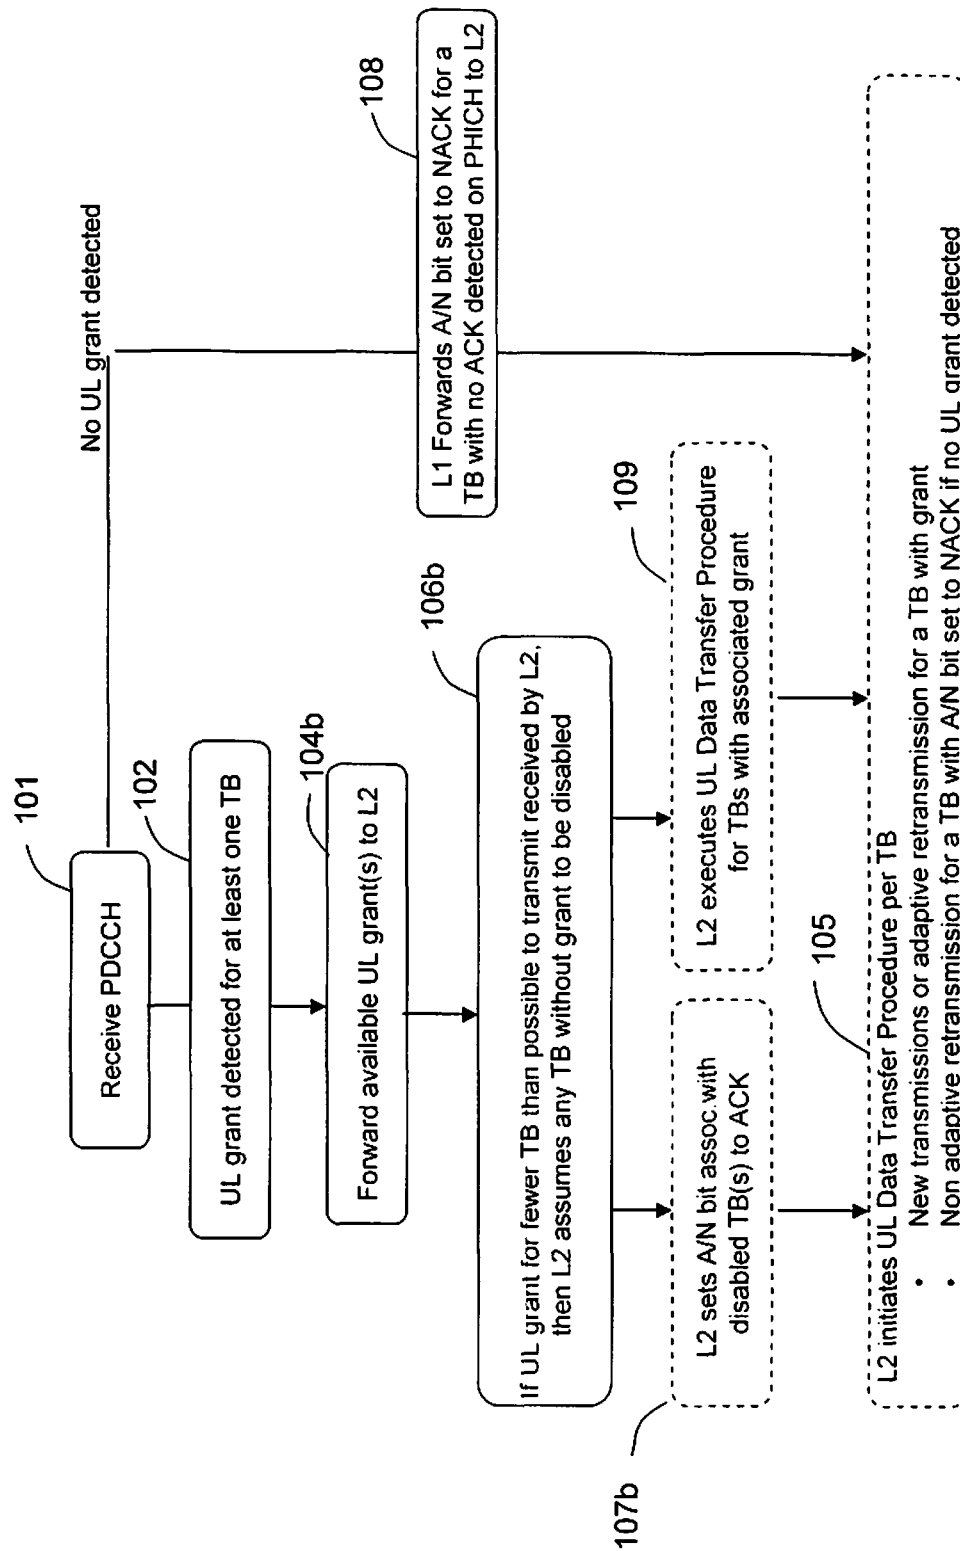 101
Receive PDCCH
No UL grant detected
102
UL grant detected for at least one TB
104b
Forward available UL grant(s) to L2
108
L1 Forwards A/N bit set to NACK for a
TB with no ACK detected on PHICH to L2
106b
If UL grant for fewer TB than possible to transmit received by L2,
then L2 assumes any TB without grant to be disabled
107b
L2 sets A/N bit assoc.with
disabled TB(s) to ACK
109
L2 executes UL Data Transfer Procedure
for TBs with associated grant
105
L2 initiates UL Data Transfer Procedure per TB
• New transmissions or adaptive retransmission for a TB with grant
• Non adaptive retransmission for a TB with A/N bit set to NACK if no UL grant detected